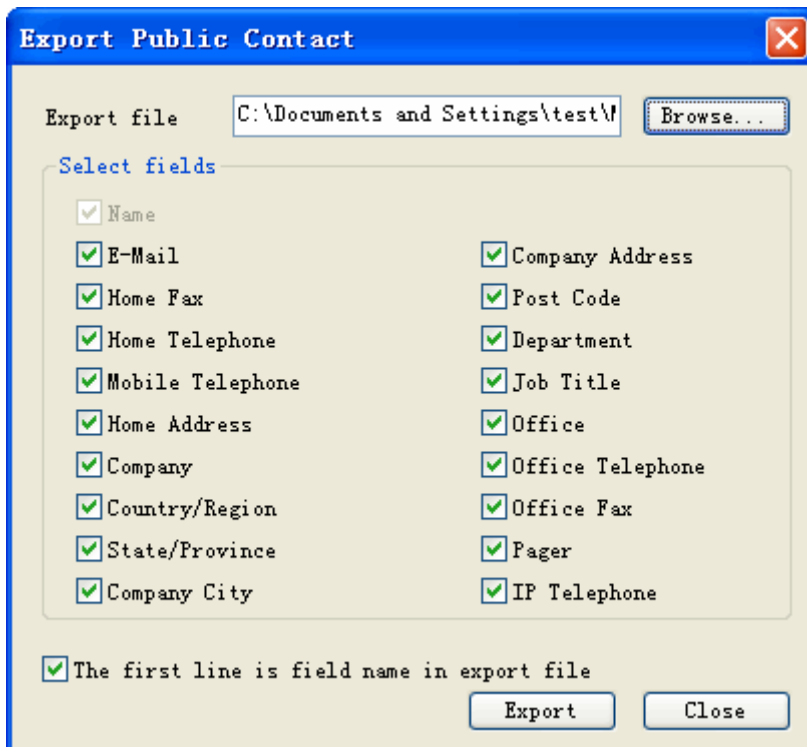 Export Public Contact
Export file C:\Documents and Settings\test\M Browse...
Select fields
Name
E-Mail Company Address
Home Fax Post Code
Home Telephone Department
Mobile Telephone Job Title
Home Address Office
Company Office Telephone
Country/Region Office Fax
State/Province Pager
Company City IP Telephone
The first line is field name in export file
Export Close